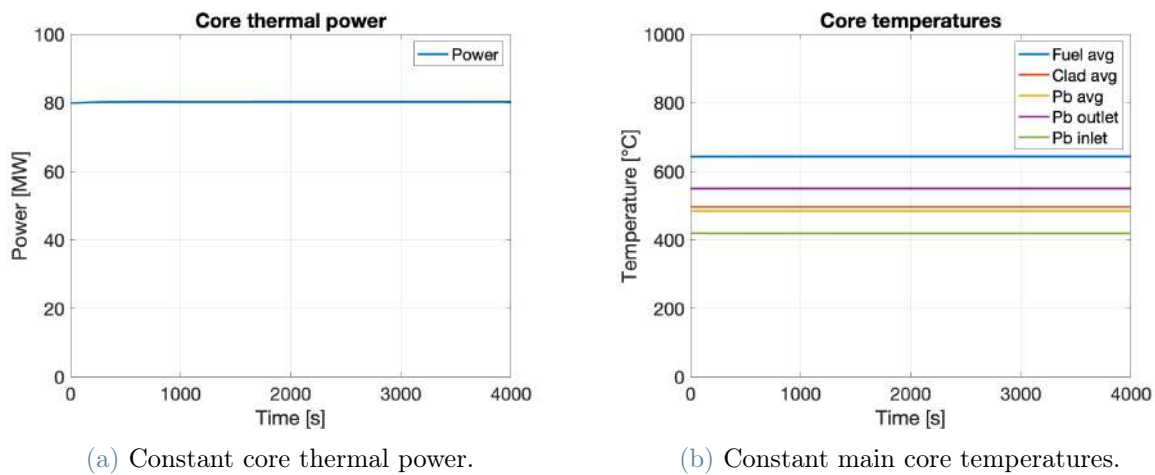 Core thermal power
100
80
60
40
20
0
Power [MW]
Power
0 1000 2000 3000 4000
Time [s]
(a) Constant core thermal power.
Core temperatures
1000
800
600
400
200
0
Temperature [°C]
Fuel avg
Clad avg
Pb avg
Pb outlet
Pb inlet
0 1000 2000 3000 4000
Time [s]
(b) Constant main core temperatures.